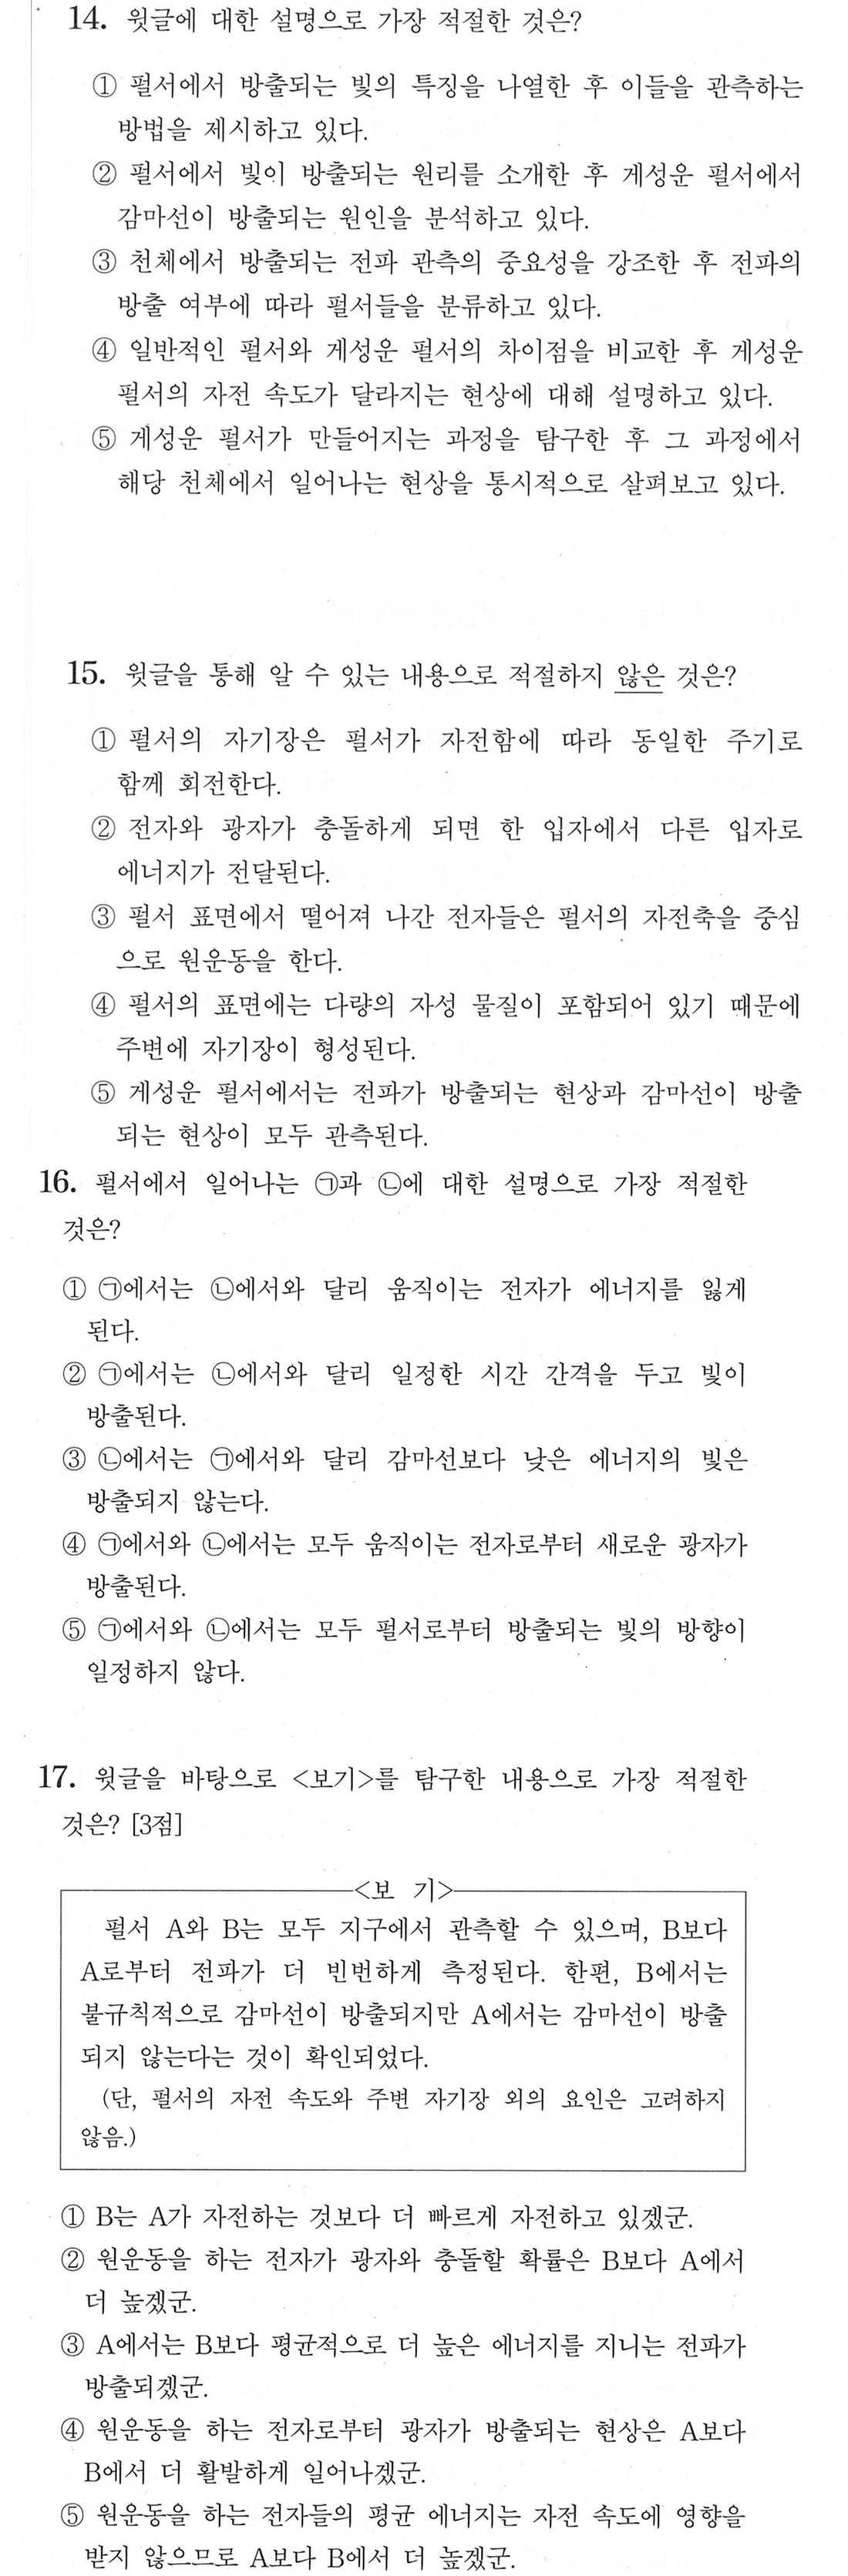 14. 윗글에 대한 설명으로 가장 적절한 것은?
① 펄서에서 방출되는 빛의 특징을 나열한 후 이들을 관측하는
방법을 제시하고 있다.
② 펄서에서 빛이 방출되는 원리를 소개한 후 게성운 펄서에서
감마선이 방출되는 원인을 분석하고 있다.
③ 천체에서 방출되는 전파 관측의 중요성을 강조한 후 전파의
방출 여부에 따라 펄서들을 분류하고 있다.
④ 일반적인 펄서와 게성운 펄서의 차이점을 비교한 후 게성운
펄서의 자전 속도가 달라지는 현상에 대해 설명하고 있다.
⑤ 게성운 펄서가 만들어지는 과정을 탐구한 후 그 과정에서
해당 천체에서 일어나는 현상을 통시적으로 살펴보고 있다.
15. 윗글을 통해 알 수 있는 내용으로 적절하지 않은 것은?
① 펄서의 자기장은 펄서가 자전함에 따라 동일한 주기로
함께 회전한다.
② 전자와 광자가 충돌하게 되면 한 입자에서 다른 입자로
에너지가 전달된다.
③ 펄서 표면에서 떨어져 나간 전자들은 펄서의 자전축을 중심
으로 원운동을 한다.
④ 펄서의 표면에는 다량의 자성 물질이 포함되어 있기 때문에
주변에 자기장이 형성된다.
⑤ 게성운 펄서에서는 전파가 방출되는 현상과 감마선이 방출
되는 현상이 모두 관측된다.
16. 펄서에서 일어나는 ㉠과 ㉡에 대한 설명으로 가장 적절한
것은?
① ㉠에서는 ㉡에서와 달리 움직이는 전자가 에너지를 잃게
된다.
② ㉠에서는 ㉡에서와 달리 일정한 시간 간격을 두고 빛이
방출된다.
③ ㉡에서는 ㉠에서와 달리 감마선보다 낮은 에너지의 빛은
방출되지 않는다.
④ ㉠에서와 ㉡에서는 모두 움직이는 전자로부터 새로운 광자가
방출된다.
⑤ ㉠에서와 ㉡에서는 모두 펄서로부터 방출되는 빛의 방향이
일정하지 않다.
17. 윗글을 바탕으로 <보기>를 탐구한 내용으로 가장 적절한
것은? [3점]
<보 기>
펄서 A와 B는 모두 지구에서 관측할 수 있으며, B보다
A로부터 전파가 더 빈번하게 측정된다. 한편, B에서는
불규칙적으로 감마선이 방출되지만 A에서는 감마선이 방출
되지 않는다는 것이 확인되었다.
(단, 펄서의 자전 속도와 주변 자기장 외의 요인은 고려하지
않음.)
① B는 A가 자전하는 것보다 더 빠르게 자전하고 있겠군.
② 원운동을 하는 전자가 광자와 충돌할 확률은 B보다 A에서
더 높겠군.
③ A에서는 B보다 평균적으로 더 높은 에너지를 지니는 전파가
방출되겠군.
④ 원운동을 하는 전자로부터 광자가 방출되는 현상은 A보다
B에서 더 활발하게 일어나겠군.
⑤ 원운동을 하는 전자들의 평균 에너지는 자전 속도에 영향을
받지 않으므로 A보다 B에서 더 높겠군.